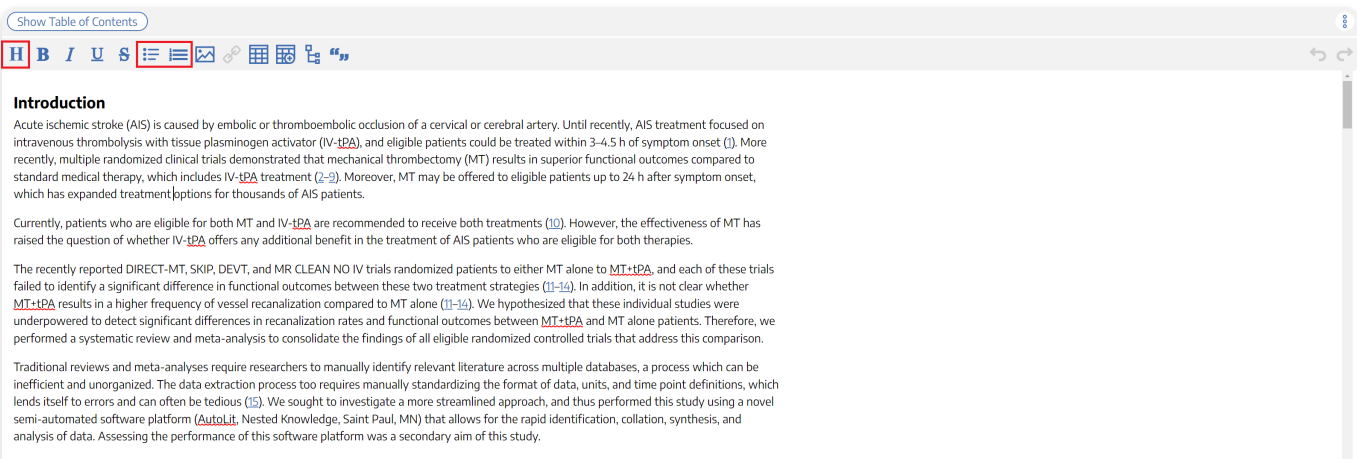 Show Table of Contents
H B I U S
Introduction
Acute ischemic stroke (AIS) is caused by embolic or thromboembolic occlusion of a cervical or cerebral artery. Until recently, AIS treatment focused on
intravenous thrombolysis with tissue plasminogen activator (IV-tPA), and eligible patients could be treated within 3–4.5 h of symptom onset (1). More
recently, multiple randomized clinical trials demonstrated that mechanical thrombectomy (MT) results in superior functional outcomes compared to
standard medical therapy, which includes IV-tPA treatment (2–9). Moreover, MT may be offered to eligible patients up to 24 h after symptom onset,
which has expanded treatment options for thousands of AIS patients.
Currently, patients who are eligible for both MT and IV-tPA are recommended to receive both treatments (10). However, the effectiveness of MT has
raised the question of whether IV-tPA offers any additional benefit in the treatment of AIS patients who are eligible for both therapies.
The recently reported DIRECT-MT, SKIP, DEVT, and MR CLEAN NO IV trials randomized patients to either MT alone to MT+tPA, and each of these trials
failed to identify a significant difference in functional outcomes between these two treatment strategies (11–14). In addition, it is not clear whether
MT+tPA results in a higher frequency of vessel recanalization compared to MT alone (11–14). We hypothesized that these individual studies were
underpowered to detect significant differences in recanalization rates and functional outcomes between MT+tPA and MT alone patients. Therefore, we
performed a systematic review and meta-analysis to consolidate the findings of all eligible randomized controlled trials that address this comparison.
Traditional reviews and meta-analyses require researchers to manually identify relevant literature across multiple databases, a process which can be
inefficient and unorganized. The data extraction process too requires manually standardizing the format of data, units, and time point definitions, which
lends itself to errors and can often be tedious (15). We sought to investigate a more streamlined approach, and thus performed this study using a novel
semi-automated software platform (AutoLit, Nested Knowledge, Saint Paul, MN) that allows for the rapid identification, collation, synthesis, and
analysis of data. Assessing the performance of this software platform was a secondary aim of this study.